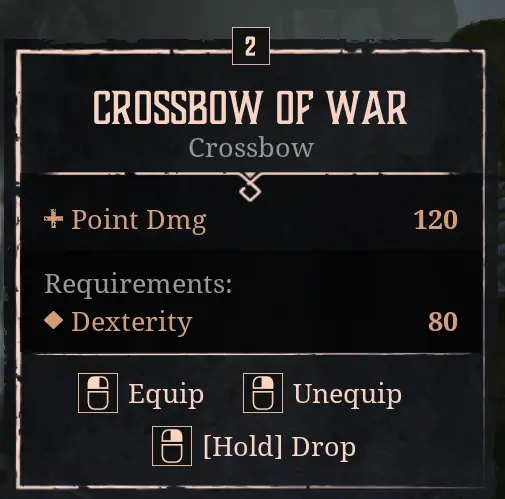 2
CROSSBOW OF WAR
Crossbow
Point Dmg 120
Requirements:
Dexterity 80
Equip Unequip
[Hold] Drop